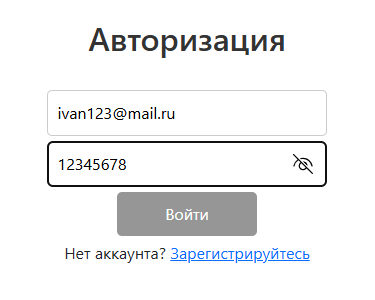 Авторизация
ivan123@mail.ru
12345678
Войти
Нет аккаунта? Зарегистрируйтесь